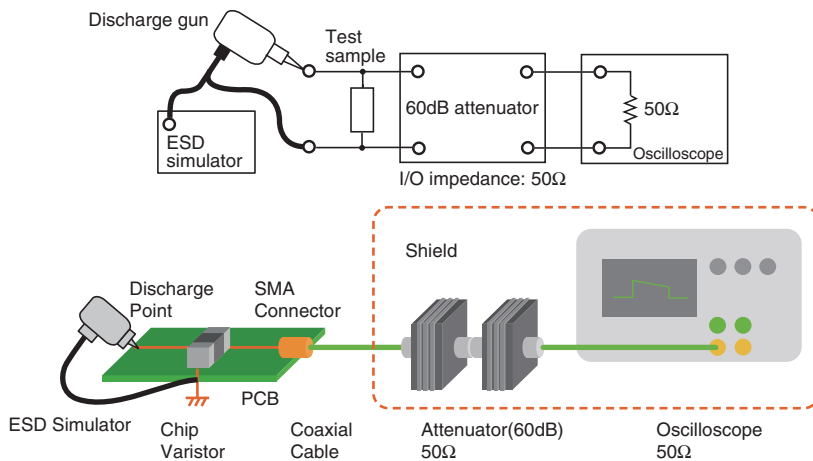 Discharge gun
Test
sample
ESD
simulator
60dB attenuator
50Ω
Oscilloscope
I/O impedance: 50Ω
Shield
Discharge
Point
SMA
Connector
PCB
ESD Simulator
Chip
Varistor
Coaxial
Cable
Attenuator(60dB)
50Ω
Oscilloscope
50Ω